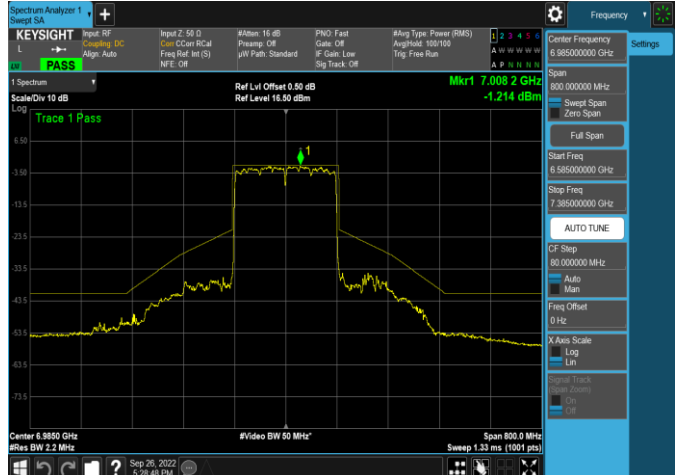 Spectrum Analyzer 1
Swept SA
+
Frequency
KEYSIGHT
L
LXI
PASS
Input: RF
Coupling: DC
Align: Auto
Input Z: 50 Ω
Corr CCorr RCal
Freq Ref: Int (S)
NFE: Off
#Atten: 16 dB
Preamp: Off
µW Path: Standard
PNO: Fast
Gate: Off
IF Gain: Low
Sig Track: Off
#Avg Type: Power (RMS)
Avg|Hold: 100/100
Trig: Free Run
1 2 3 4 5 6
A W W W W W
A P N N N N
1 Spectrum
Scale/Div 10 dB
Log
Ref Lvl Offset 0.50 dB
Ref Level 16.50 dBm
Mkr1 7.008 2 GHz
-1.214 dBm
Trace 1 Pass
1
6.50
-3.50
-13.5
-23.5
-33.5
-43.5
-53.5
-63.5
-73.5
Center 6.9850 GHz
#Res BW 2.2 MHz
#Video BW 50 MHz*
Span 800.0 MHz
Sweep 1.33 ms (1001 pts)
Sep 26, 2022
5:28:48 PM
?
Center Frequency
6.985000000 GHz
Settings
Span
800.000000 MHz
Swept Span
Zero Span
Full Span
Start Freq
6.585000000 GHz
Stop Freq
7.385000000 GHz
AUTO TUNE
CF Step
80.000000 MHz
Auto
Man
Freq Offset
0 Hz
X Axis Scale
Log
Lin
Signal Track
(Span Zoom)
On
Off